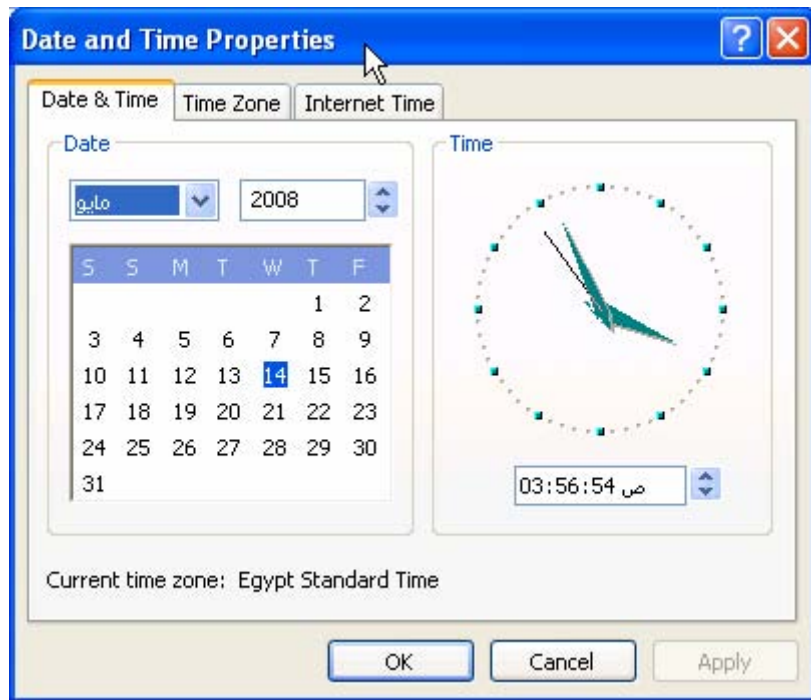 Date and Time Properties
Date & Time Time Zone Internet Time
Date
مايو 2008
S S M T W T F
1 2
3 4 5 6 7 8 9
10 11 12 13 14 15 16
17 18 19 20 21 22 23
24 25 26 27 28 29 30
31
Time
03:56:54 ص
Current time zone: Egypt Standard Time
OK Cancel Apply